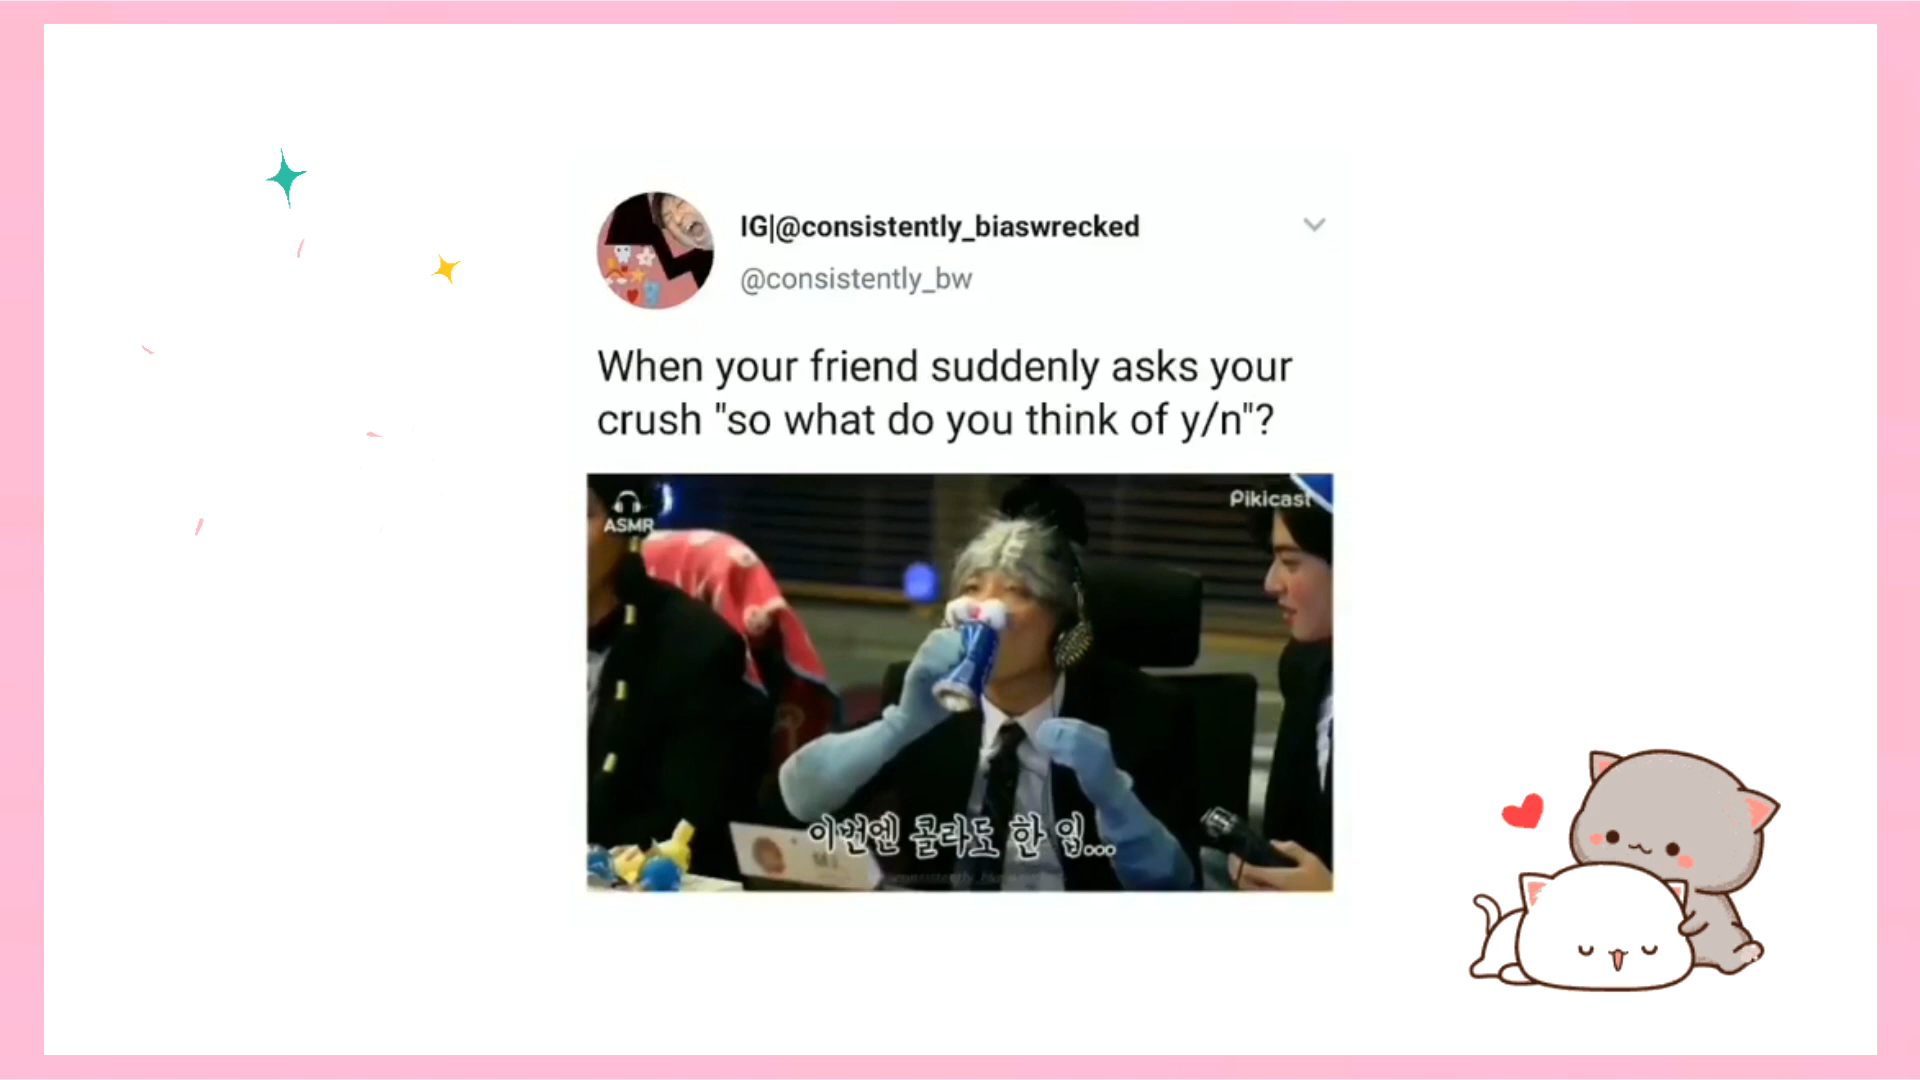 IG|@consistently_biaswrecked
@consistently_bw
When your friend suddenly asks your
crush "so what do you think of y/n"?
ASMR
Pikicast
이번엔 콜라도 한 입...